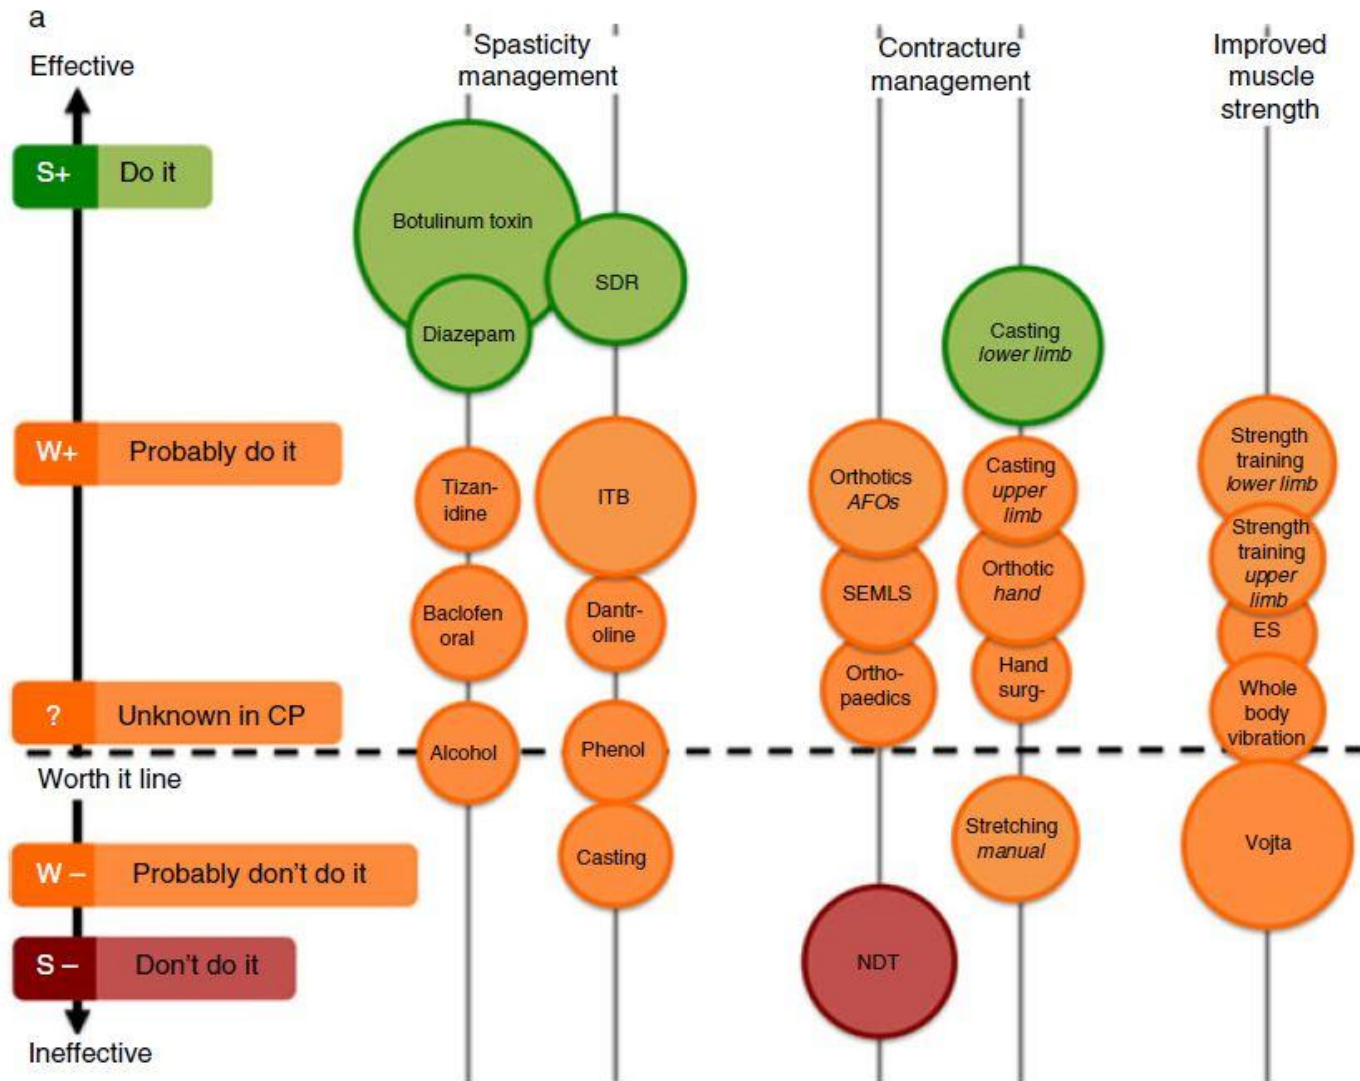 a
Effective
Spasticity
management
Contracture
management
Improved
muscle
strength
S+ Do it
Botulinum toxin
SDR
Diazepam
Casting
lower limb
W+ Probably do it
Tizan-
idine
ITB
Orthotics
AFOs
Casting
upper
limb
Strength
training
lower limb
Strength
training
upper
limb
Baclofen
oral
Dantr-
oline
SEMLS
Orthotic
hand
ES
? Unknown in CP
Ortho-
paedics
Hand
surg-
Whole
body
vibration
Alcohol
Phenol
Worth it line
W – Probably don't do it
Casting
Stretching
manual
Vojta
S – Don't do it
NDT
Ineffective